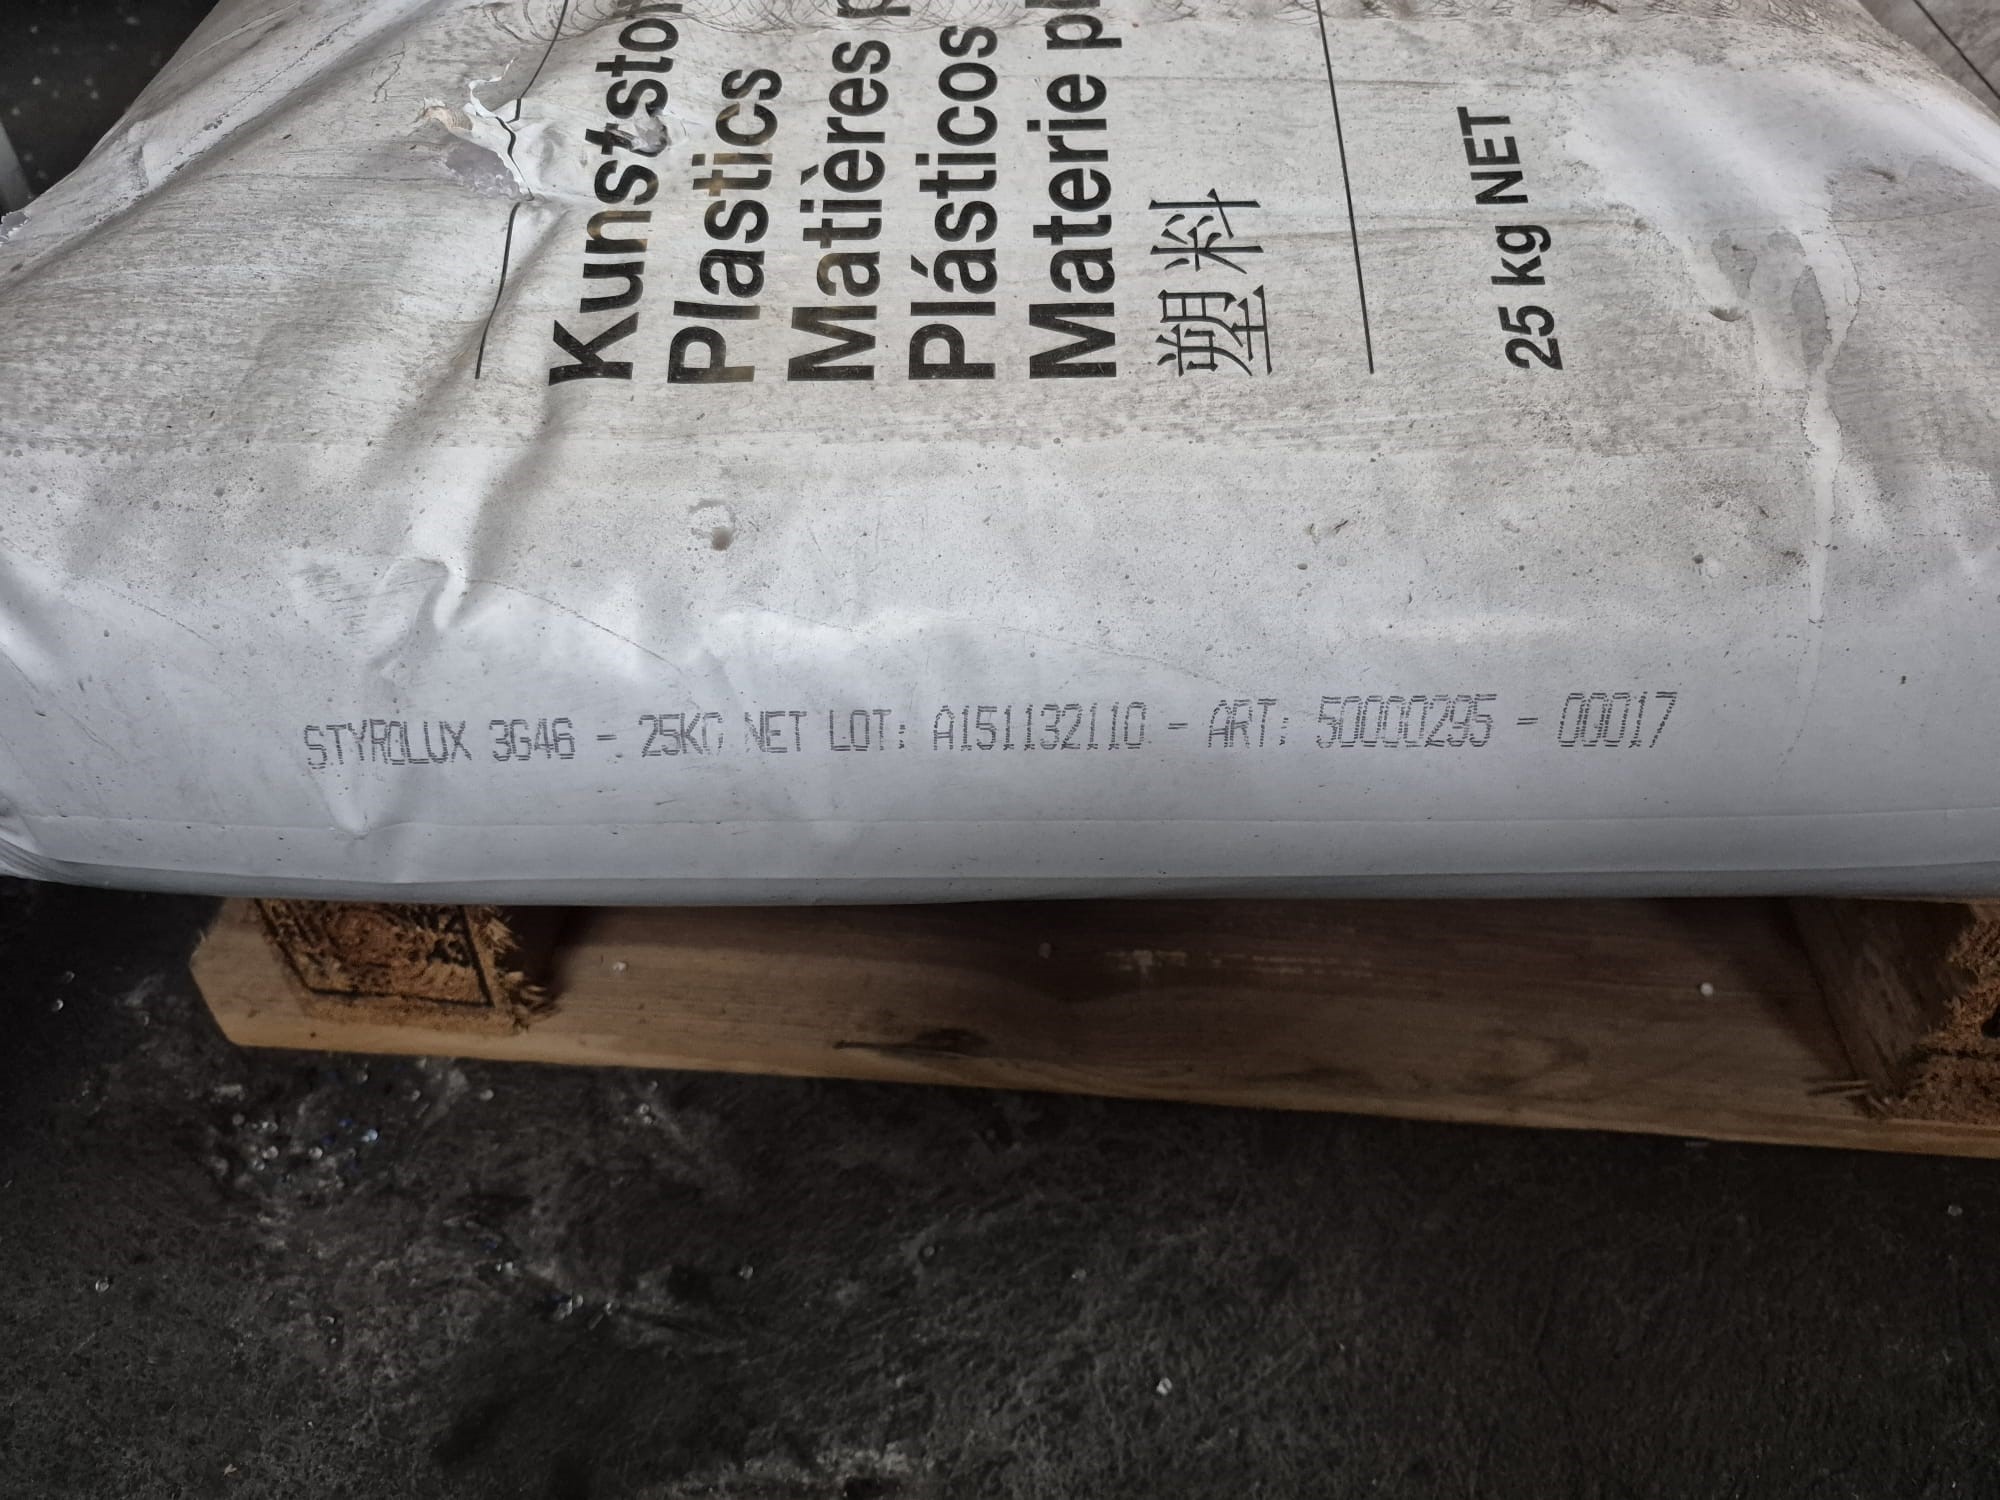 Kunststo
Plastics
Matières p
Plásticos
Materie pl
塑料
25 kg NET
STYROLUX 3G46 - 25KG NET LOT: A151132110 - ART: 50000295 - 00017